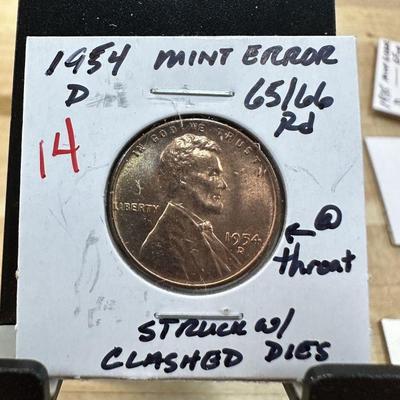 1954 MINT ERROR
D
65/66
Rd
14
IN GOD WE TRUST
LIBERTY
1954
D
@
← throat
STRUCK W/
CLASHED DIES